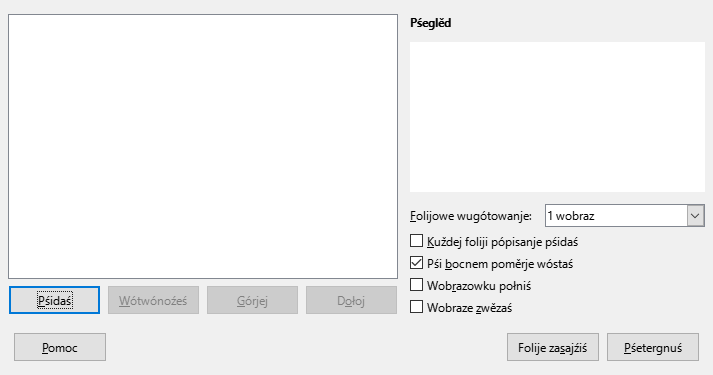 Pśeglěd
Folijowe wugótowanje: 1 wobraz
Kuždej foliji pópisanje pśidaś
Pśi bocnem poměrje wóstaś
Wobrazowku połniś
Wobraze zwězaś
Pśidaś Wótwónoźeś Górjej Dołoj
Pomoc Folije zasajźiś Pśetergnuś